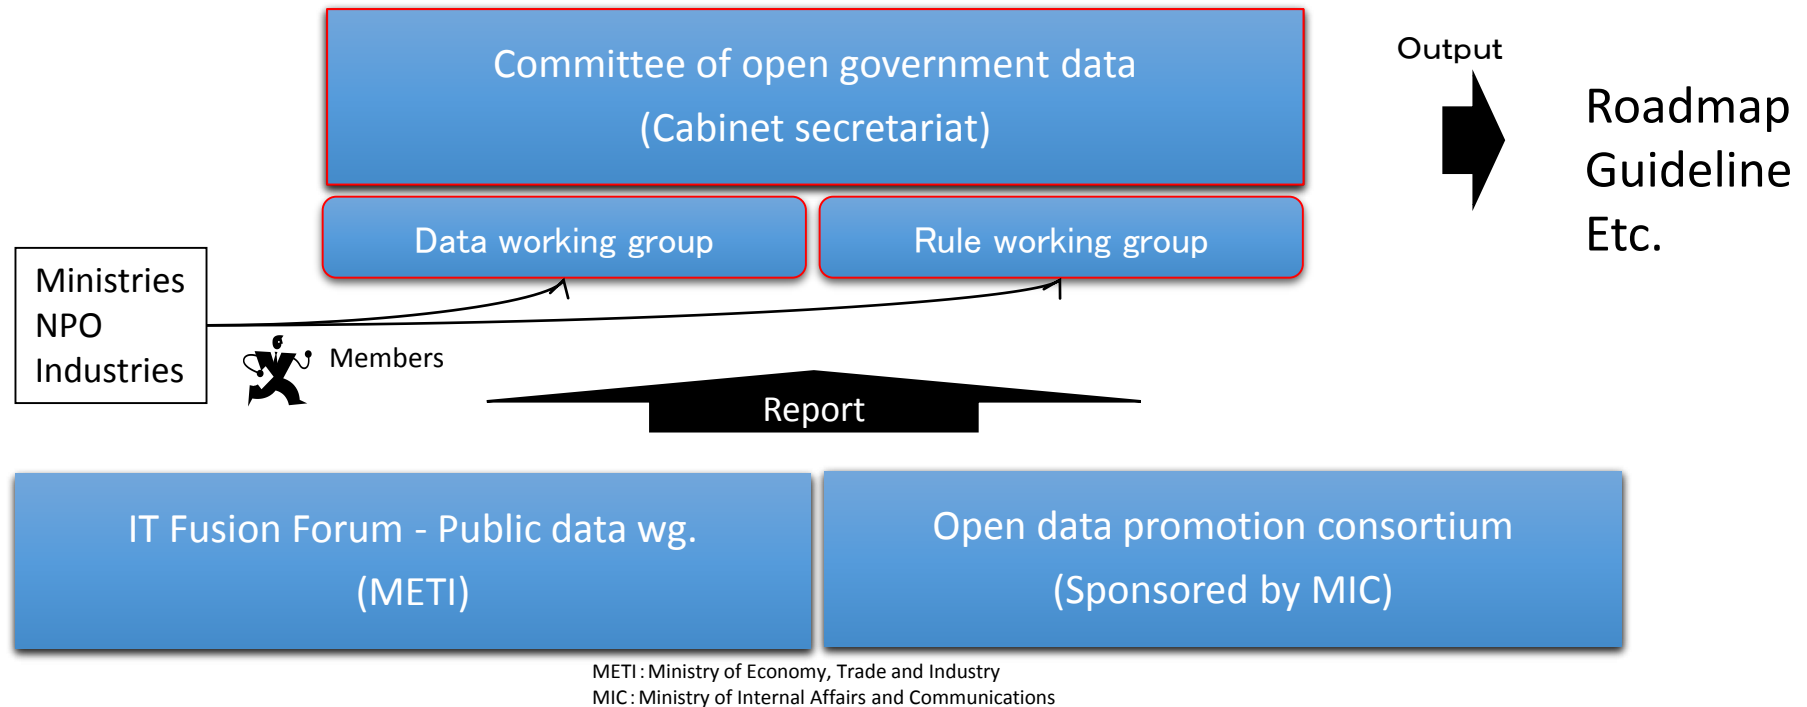 Committee of open government data
(Cabinet secretariat)
Output
Roadmap
Guideline
Etc.
Data working group
Rule working group
Ministries
NPO
Industries
Members
Report
IT Fusion Forum - Public data wg.
(METI)
Open data promotion consortium
(Sponsored by MIC)
METI：Ministry of Economy, Trade and Industry
MIC：Ministry of Internal Affairs and Communications